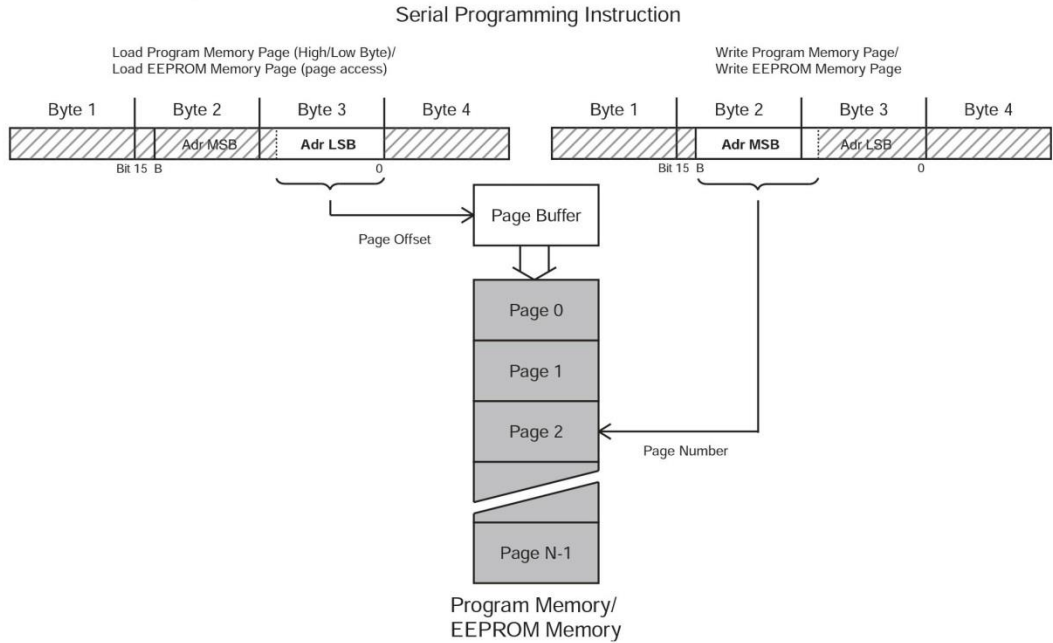 Serial Programming Instruction
Load Program Memory Page (High/Low Byte)/
Load EEPROM Memory Page (page access)
Write Program Memory Page/
Write EEPROM Memory Page
Byte 1 Byte 2 Byte 3 Byte 4
Byte 1 Byte 2 Byte 3 Byte 4
Adr MSB Adr LSB
Adr MSB Adr LSB
Bit 15 B 0
Bit 15 B 0
Page Buffer
Page Offset
Page 0
Page 1
Page 2
Page Number
Page N-1
Program Memory/
EEPROM Memory